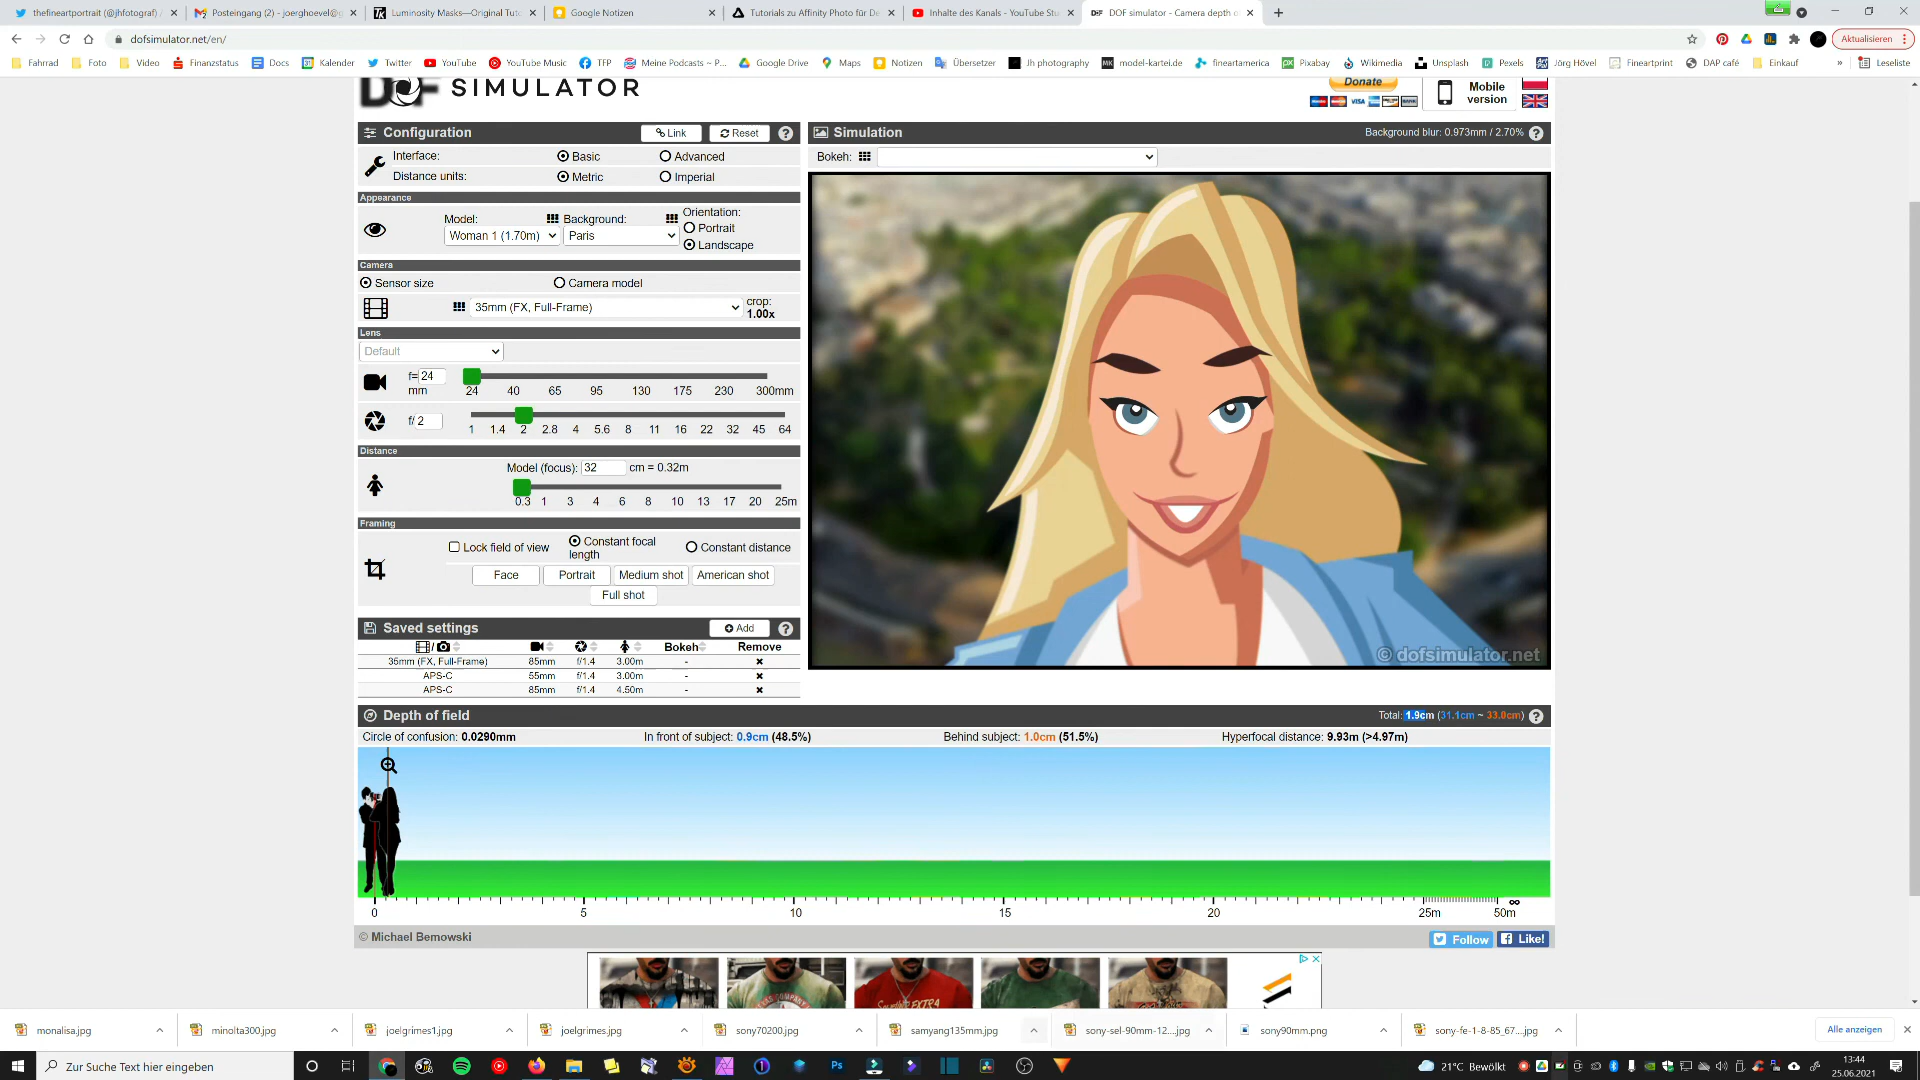 thefineartportrait (@jhfotograf) /
Posteingang (2) - joerghoevel@g
Luminosity Masks—Original Tuto
Google Notizen
Tutorials zu Affinity Photo für De
Inhalte des Kanals - YouTube Stu
DOF simulator - Camera depth o
dofsimulator.net/en/
Aktualisieren
Fahrrad
Foto
Video
Finanzstatus
Docs
Kalender
Twitter
YouTube
YouTube Music
TFP
Meine Podcasts ~ P...
Google Drive
Maps
Notizen
Übersetzer
Jh photography
model-kartei.de
fineartamerica
Pixabay
Wikimedia
Unsplash
Pexels
Jörg Hövel
Fineartprint
DAP café
Einkauf
»
Leseliste
DOF SIMULATOR
Donate
VISA
Mobile version
Configuration
Link
Reset
?
Interface: Basic Advanced
Distance units: Metric Imperial
Appearance
Model: Background: Orientation:
Woman 1 (1.70m) Paris
Portrait
Landscape
Camera
Sensor size Camera model
35mm (FX, Full-Frame)
crop: 1.00x
Lens
Default
f= 24 mm
24 40 65 95 130 175 230 300mm
f/ 2
1 1.4 2 2.8 4 5.6 8 11 16 22 32 45 64
Distance
Model (focus): 32 cm = 0.32m
0.3 1 3 4 6 8 10 13 17 20 25m
Framing
Lock field of view Constant focal length Constant distance
Face Portrait Medium shot American shot
Full shot
Saved settings
Add
?
/ Bokeh Remove
35mm (FX, Full-Frame) 85mm f/1.4 3.00m - ×
APS-C 55mm f/1.4 3.00m - ×
APS-C 85mm f/1.4 4.50m - ×
Simulation
Background blur: 0.973mm / 2.70% ?
Bokeh:
© dofsimulator.net
Depth of field
Total: 1.9cm (31.1cm ~ 33.0cm) ?
Circle of confusion: 0.0290mm
In front of subject: 0.9cm (48.5%)
Behind subject: 1.0cm (51.5%)
Hyperfocal distance: 9.93m (>4.97m)
0 5 10 15 20 25m 50m ∞
© Michael Bemowski
Follow
Like!
monalisa.jpg
minolta300.jpg
joelgrimes1.jpg
joelgrimes.jpg
sony70200.jpg
samyang135mm.jpg
sony-sel-90mm-12....jpg
sony90mm.png
sony-fe-1-8-85_67....jpg
Alle anzeigen
Zur Suche Text hier eingeben
Ps
21°C Bewölkt
13:44
25.06.2021